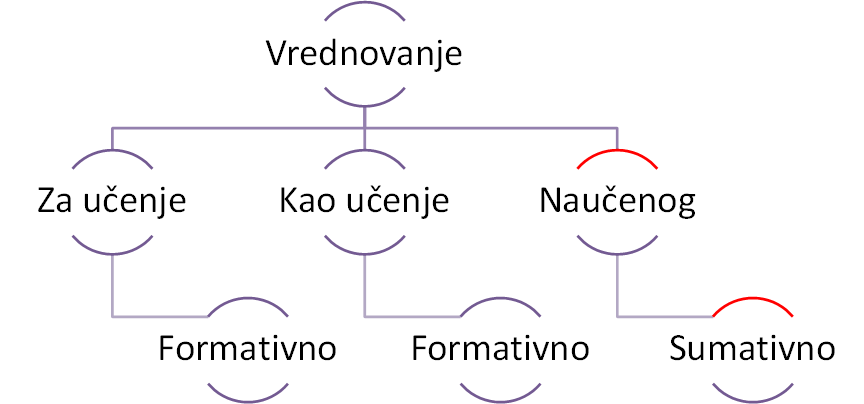 Vrednovanje
Za učenje
Kao učenje
Naučenog
Formativno
Formativno
Sumativno